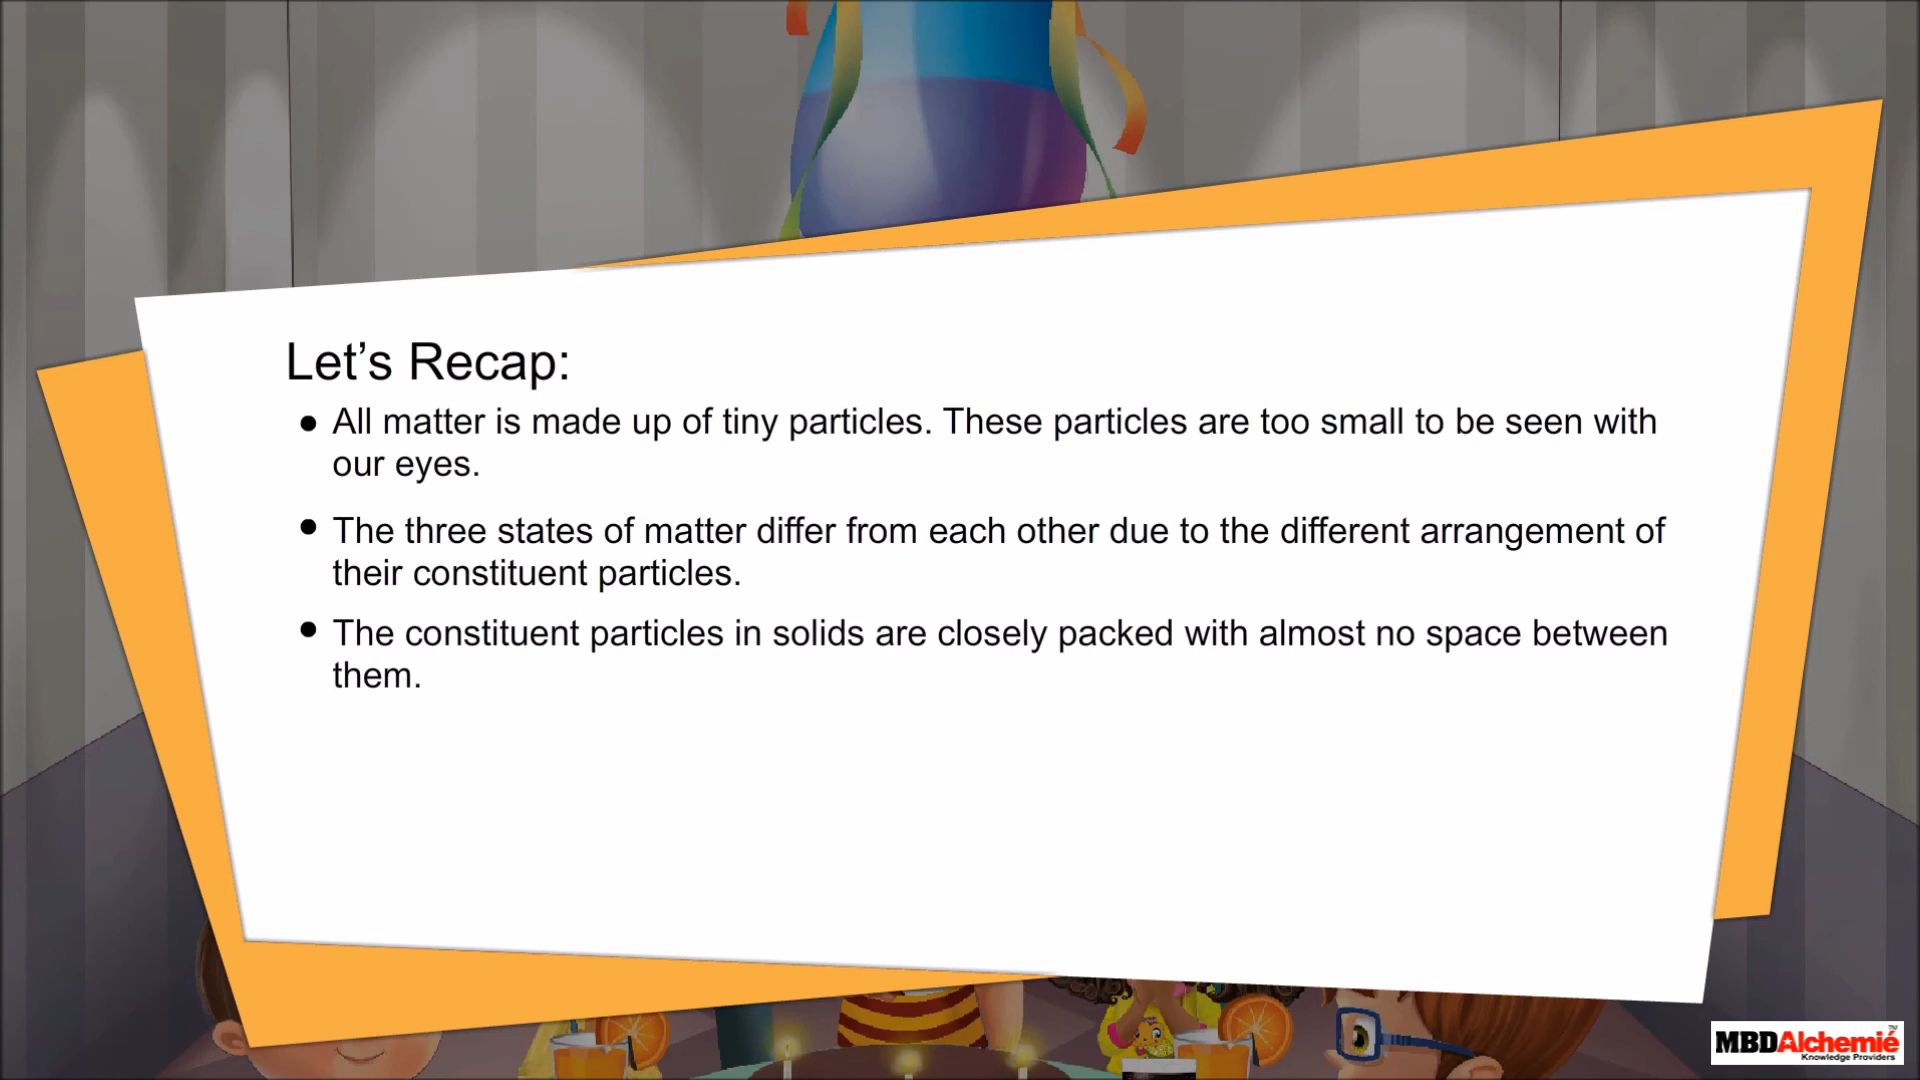 Let’s Recap:
● All matter is made up of tiny particles. These particles are too small to be seen with
our eyes.
● The three states of matter differ from each other due to the different arrangement of
their constituent particles.
● The constituent particles in solids are closely packed with almost no space between
them.
MBDAlchemié™
Knowledge Providers